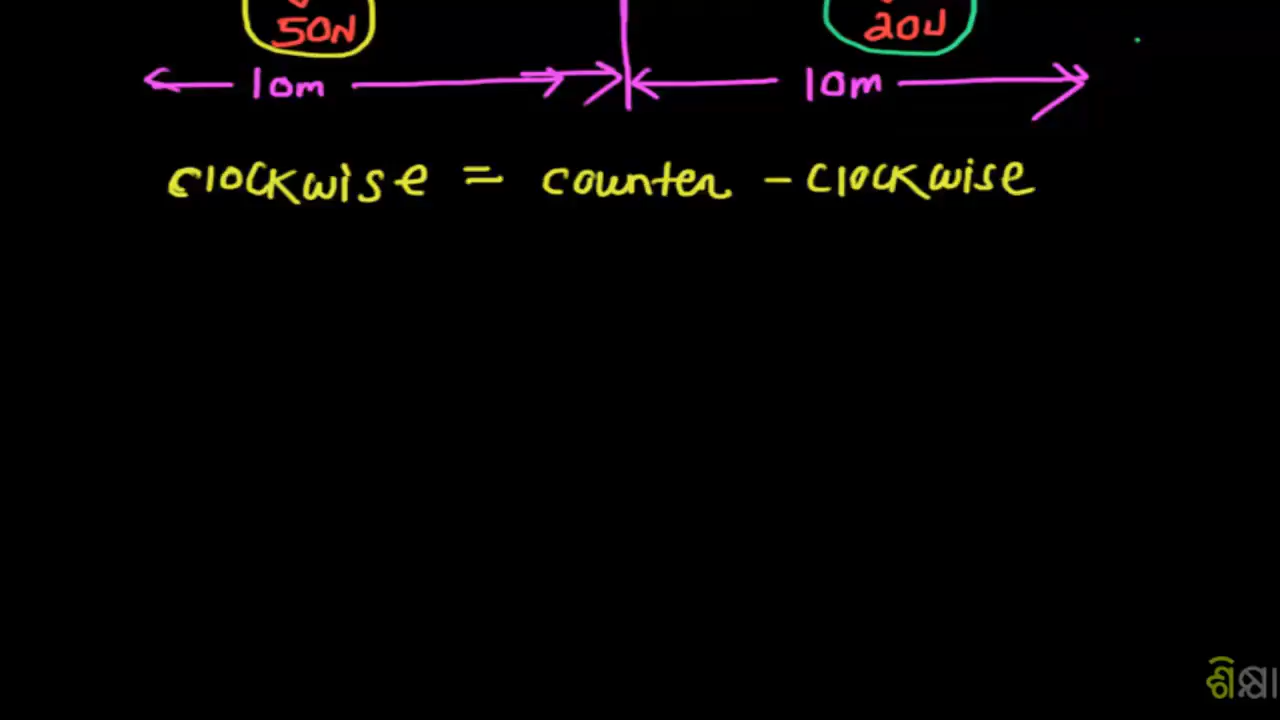 50N 20N
10m 10m
clockwise = counter - clockwise
ଶିକ୍ଷା